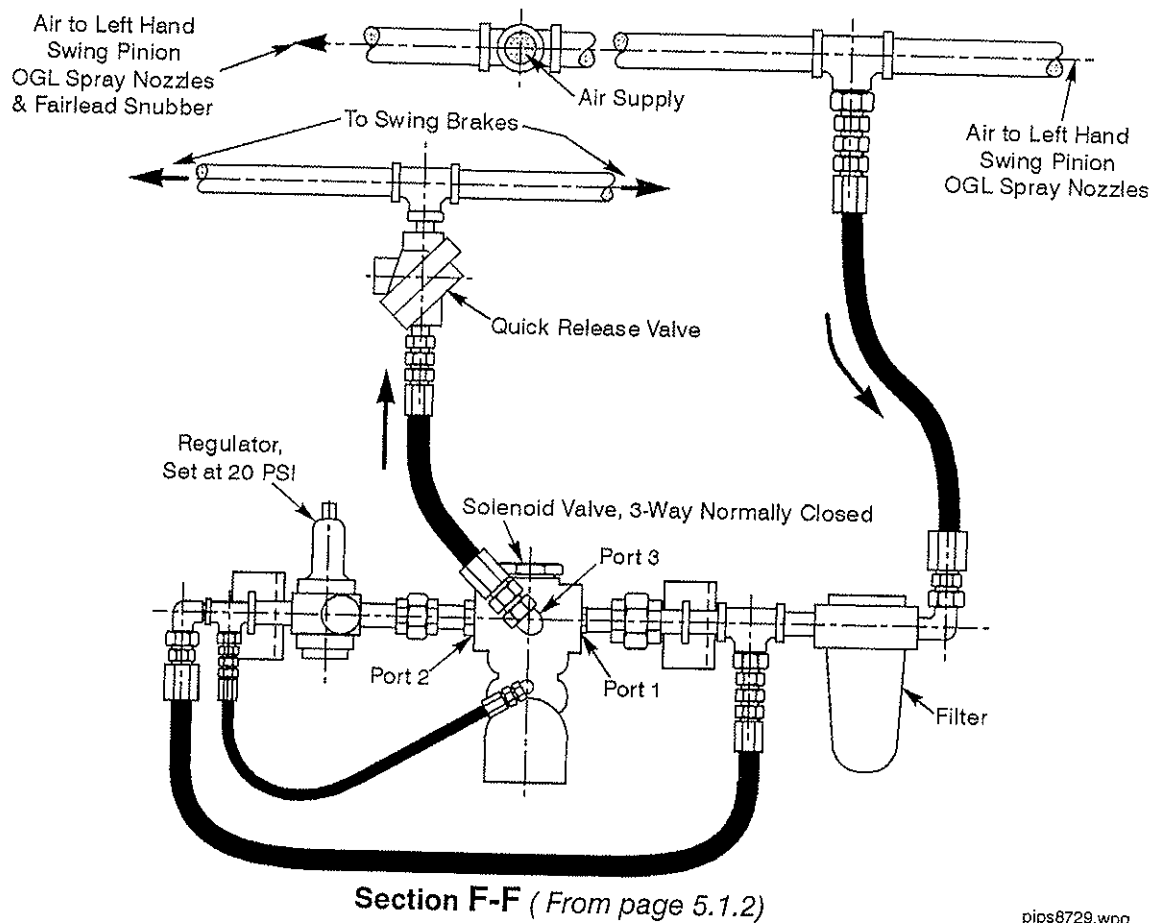 Air to Left Hand
Swing Pinion
OGL Spray Nozzles
& Fairlead Snubber
Air Supply
To Swing Brakes
Air to Left Hand
Swing Pinion
OGL Spray Nozzles
Quick Release Valve
Regulator,
Set at 20 PSI
Solenoid Valve, 3-Way Normally Closed
Port 3
Port 2
Port 1
Filter
Section F-F ( From page 5.1.2)
pips8729.wpg